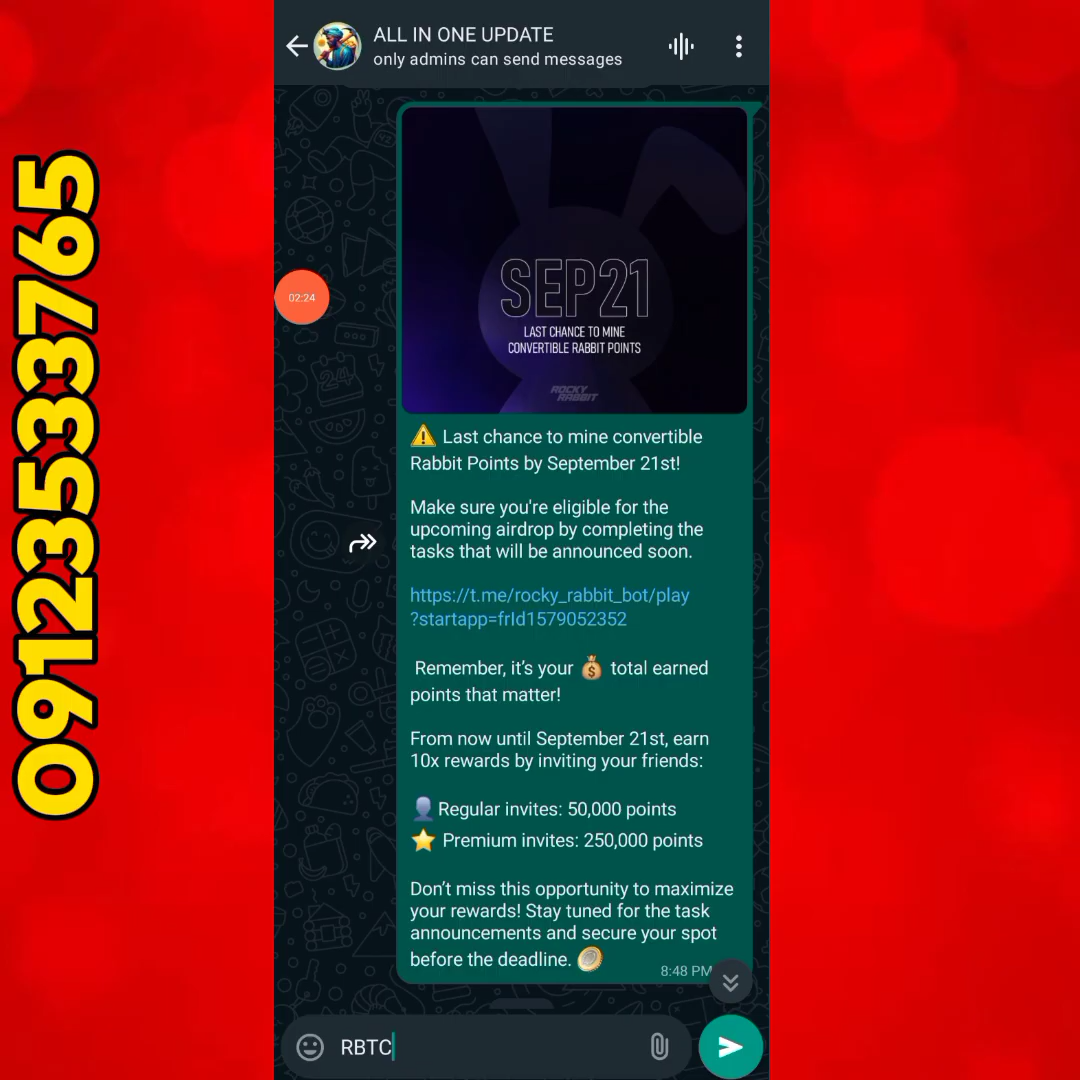 09123533765
ALL IN ONE UPDATE
only admins can send messages
SEP21
LAST CHANCE TO MINE
CONVERTIBLE RABBIT POINTS
ROCKY
RABBIT
02:24
⚠️ Last chance to mine convertible
Rabbit Points by September 21st!
Make sure you're eligible for the
upcoming airdrop by completing the
tasks that will be announced soon.
https://t.me/rocky_rabbit_bot/play
?startapp=frId1579052352
Remember, it's your 💰 total earned
points that matter!
From now until September 21st, earn
10x rewards by inviting your friends:
👤 Regular invites: 50,000 points
⭐ Premium invites: 250,000 points
Don't miss this opportunity to maximize
your rewards! Stay tuned for the task
announcements and secure your spot
before the deadline. 🪙
8:48 PM
RBTC